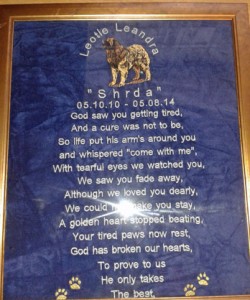 Leotie Leandra
"Shrda"
05.10.10 - 05.08.14
God saw you getting tired,
And a cure was not to be,
So life put his arm's around you
and whispered "come with me",
With tearful eyes we watched you,
We saw you fade away,
Although we loved you dearly,
We could make you stay,
A golden heart stopped beating,
Your tired paws now rest,
God has broken our hearts,
To prove to us
He only takes
The best.